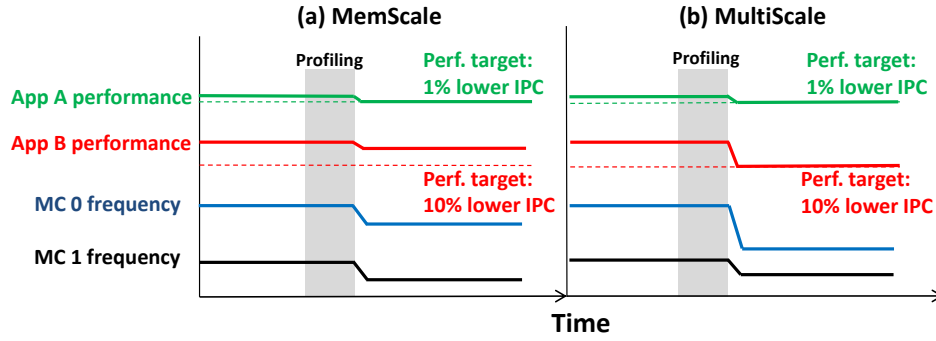 (a) MemScale
(b) MultiScale
Profiling
Perf. target:
1% lower IPC
Profiling
Perf. target:
1% lower IPC
App A performance
App B performance
Perf. target:
10% lower IPC
Perf. target:
10% lower IPC
MC 0 frequency
MC 1 frequency
Time